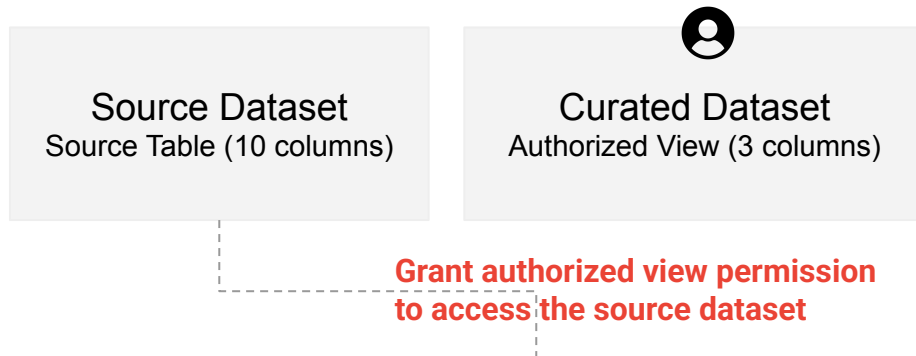 Source Dataset
Source Table (10 columns)
Curated Dataset
Authorized View (3 columns)
Grant authorized view permission
to access the source dataset